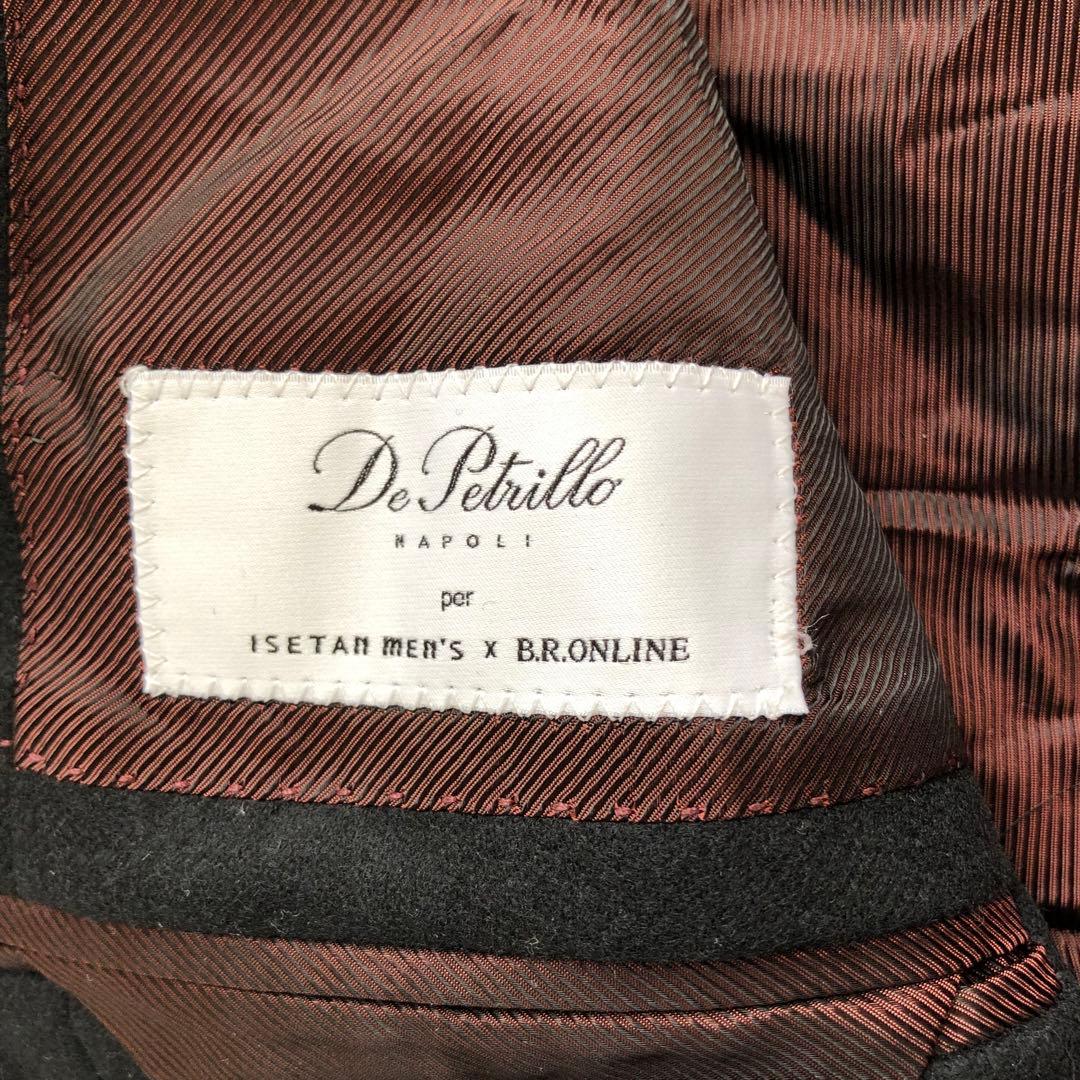 De Petrillo
NAPOLI
per
ISETAN MEN'S X B.R.ONLINE